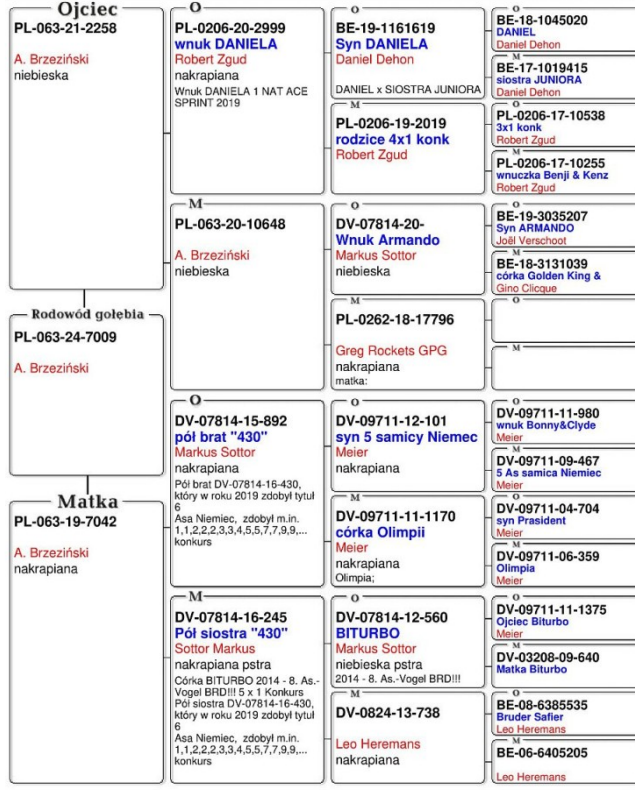 Ojciec
PL-063-21-2258
A. Brzeziński
niebieska
Rodowód gołębia
PL-063-24-7009
A. Brzeziński
Matka
PL-063-19-7042
A. Brzeziński
nakrapiana
O
PL-0206-20-2999
wnuk DANIELA
Robert Zgud
nakrapiana
Wnuk DANIELA 1 NAT ACE
SPRINT 2019
M
PL-063-20-10648
A. Brzeziński
niebieska
O
DV-07814-15-892
pół brat "430"
Markus Sottor
nakrapiana
Pół brat DV-07814-16-430,
który w roku 2019 zdobył tytuł
6
Asa Niemiec, zdobył m.in.
1,1,2,2,2,3,3,4,5,5,7,7,9,9,...
konkurs
M
DV-07814-16-245
Pół siostra "430"
Sottor Markus
nakrapiana pstra
Córka BITURBO 2014 - 8. As.-
Vogel BRD!!! 5 x 1 Konkurs
Pół siostra DV-07814-16-430,
który w roku 2019 zdobył tytuł
6
Asa Niemiec, zdobył m.in.
1,1,2,2,2,3,3,4,5,5,7,7,9,9,...
konkurs
O
BE-19-1161619
Syn DANIELA
Daniel Dehon
DANIEL x SIOSTRA JUNIORA
M
PL-0206-19-2019
rodzice 4x1 konk
Robert Zgud
O
DV-07814-20-
Wnuk Armando
Markus Sottor
niebieska
M
PL-0262-18-17796
Greg Rockets GPG
nakrapiana
matka:
O
DV-09711-12-101
syn 5 samicy Niemec
Meier
nakrapiana
M
DV-09711-11-1170
córka Olimpii
Meier
nakrapiana
Olimpia;
O
DV-07814-12-560
BITURBO
Markus Sottor
niebieska pstra
2014 - 8. As.-Vogel BRD!!!
M
DV-0824-13-738
Leo Heremans
nakrapiana
O
BE-18-1045020
DANIEL
Daniel Dehon
M
BE-17-1019415
siostra JUNIORA
Daniel Dehon
O
PL-0206-17-10538
3x1 konk
Robert Zgud
M
PL-0206-17-10255
wnuczka Benji & Kenz
Robert Zgud
O
BE-19-3035207
Syn ARMANDO
Joël Verschoot
M
BE-18-3131039
córka Golden King &
Gino Clicque
O
M
O
DV-09711-11-980
wnuk Bonny&Clyde
Meier
M
DV-09711-09-467
5 As samica Niemiec
Meier
O
DV-09711-04-704
syn Prasident
Meier
M
DV-09711-06-359
Olimpia
Meier
O
DV-09711-11-1375
Ojciec Biturbo
Meier
M
DV-03208-09-640
Matka Biturbo
O
BE-08-6385535
Bruder Safier
Leo Heremans
M
BE-06-6405205
Leo Heremans